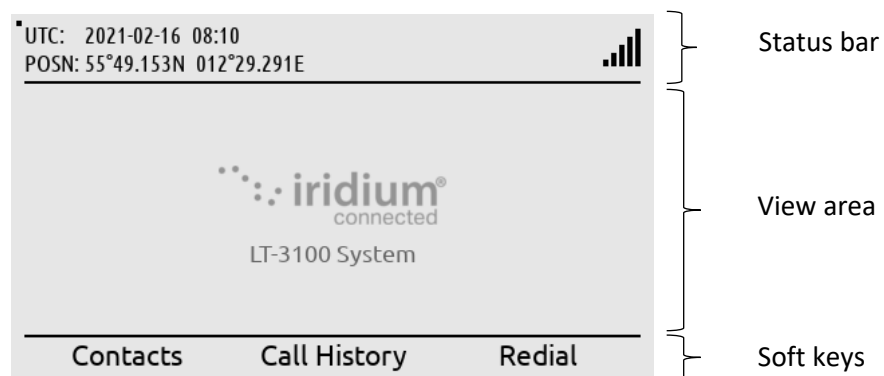 UTC: 2021-02-16 08:10
POSN: 55°49.153N 012°29.291E
Status bar
iridium®
connected
LT-3100 System
View area
Contacts Call History Redial
Soft keys